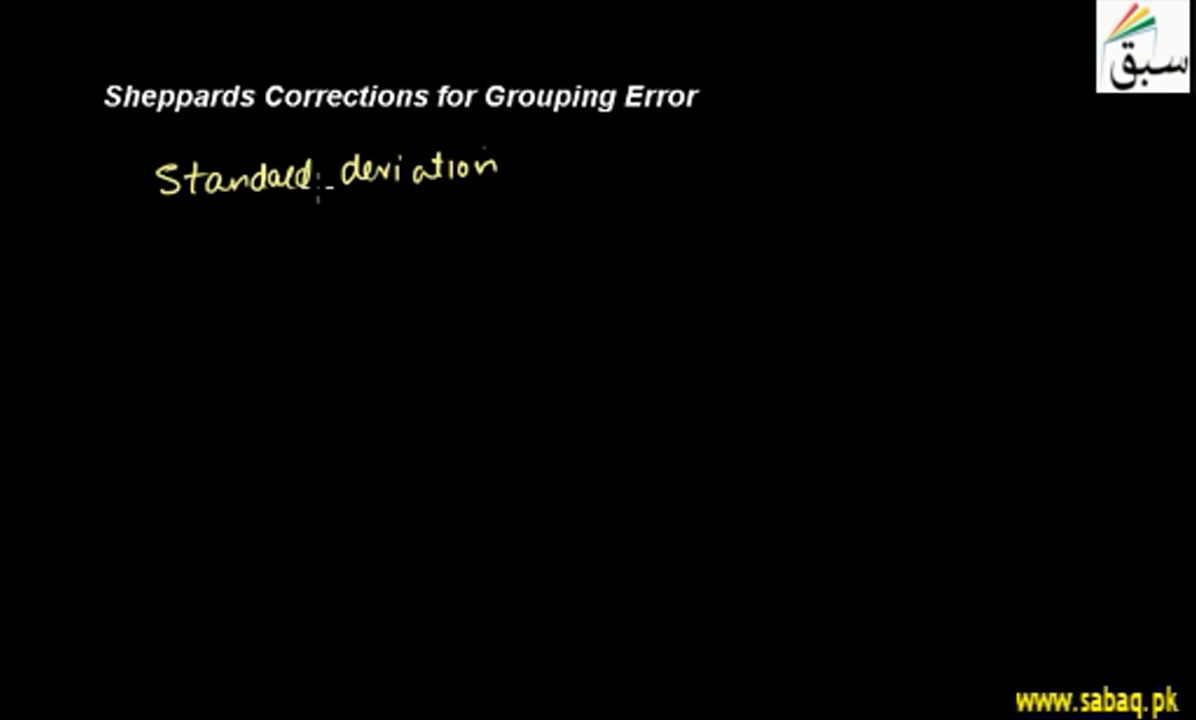 سبق
Sheppards Corrections for Grouping Error
Standard deviation
www.sabaq.pk